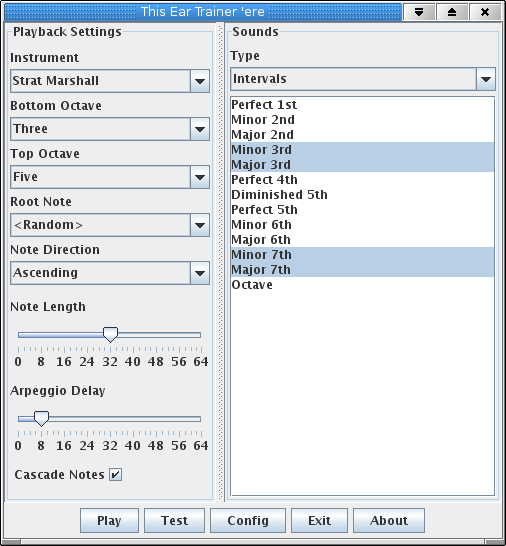 This Ear Trainer 'ere
Playback Settings
Instrument
Strat Marshall
Bottom Octave
Three
Top Octave
Five
Root Note
<Random>
Note Direction
Ascending
Note Length
0 8 16 24 32 40 48 56 64
Arpeggio Delay
0 8 16 24 32 40 48 56 64
Cascade Notes
Sounds
Type
Intervals
Perfect 1st
Minor 2nd
Major 2nd
Minor 3rd
Major 3rd
Perfect 4th
Diminished 5th
Perfect 5th
Minor 6th
Major 6th
Minor 7th
Major 7th
Octave
Play Test Config Exit About